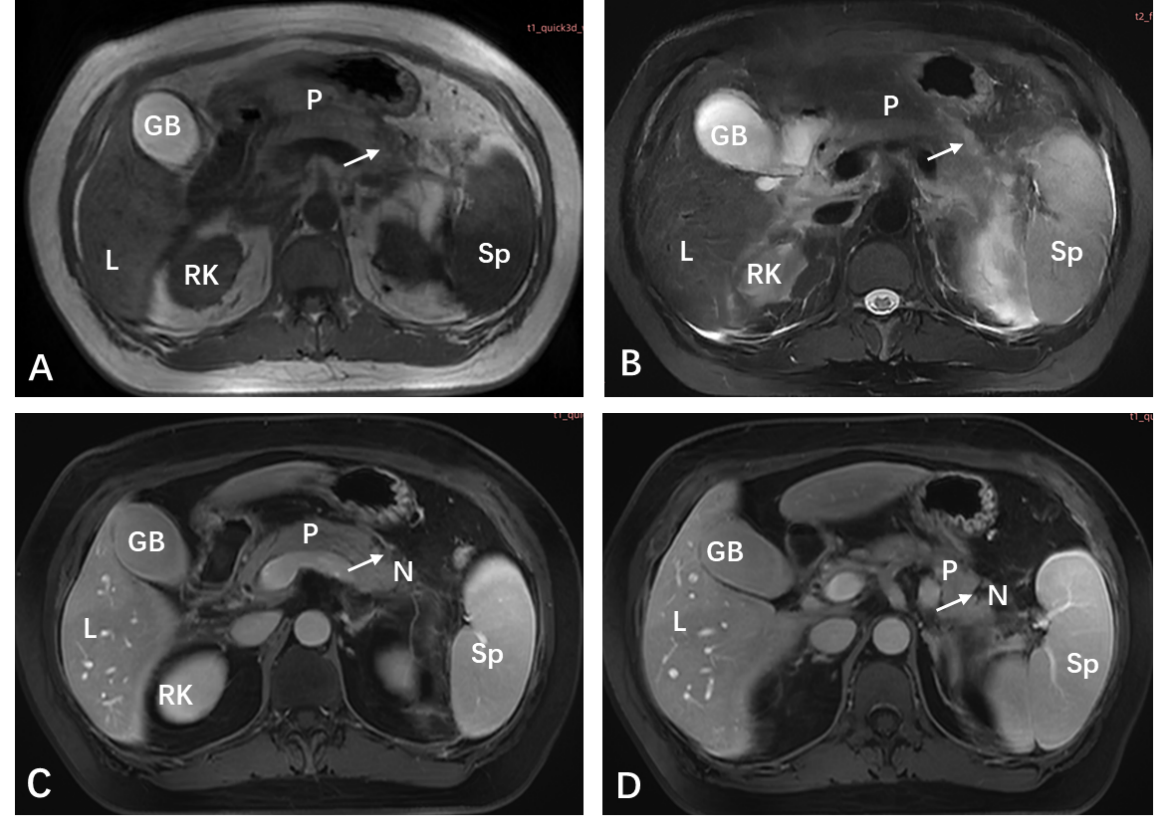 t1_quick3d_
P
GB
L
RK
Sp
A
t2_f
P
GB
L
RK
Sp
B
t1_qui
GB
P
N
L
Sp
RK
C
t1_qu
GB
P
N
L
Sp
D